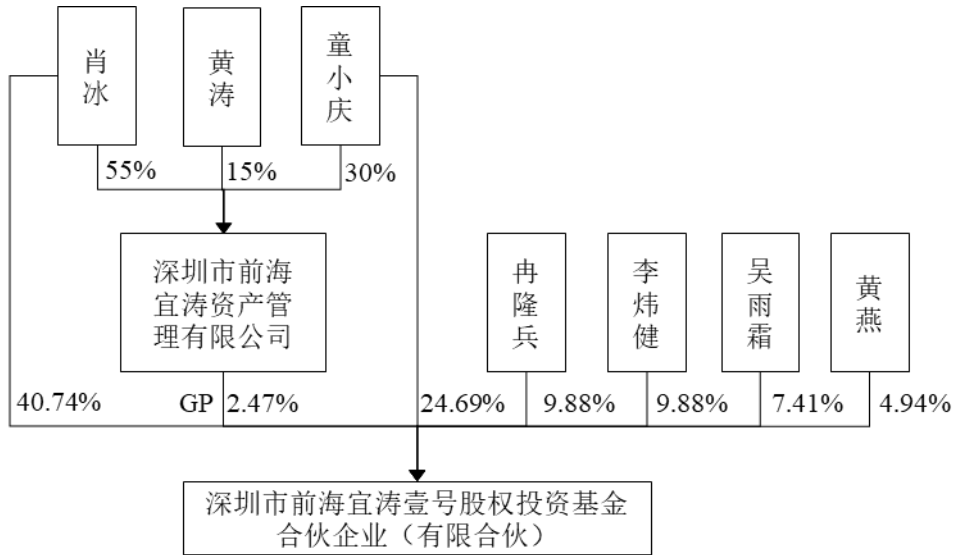 肖冰
黄涛
童小庆
55%
15%
30%
深圳市前海
宜涛资产管
理有限公司
冉隆兵
李炜健
吴雨霜
黄燕
40.74%
GP
2.47%
24.69%
9.88%
9.88%
7.41%
4.94%
深圳市前海宜涛壹号股权投资基金
合伙企业（有限合伙）